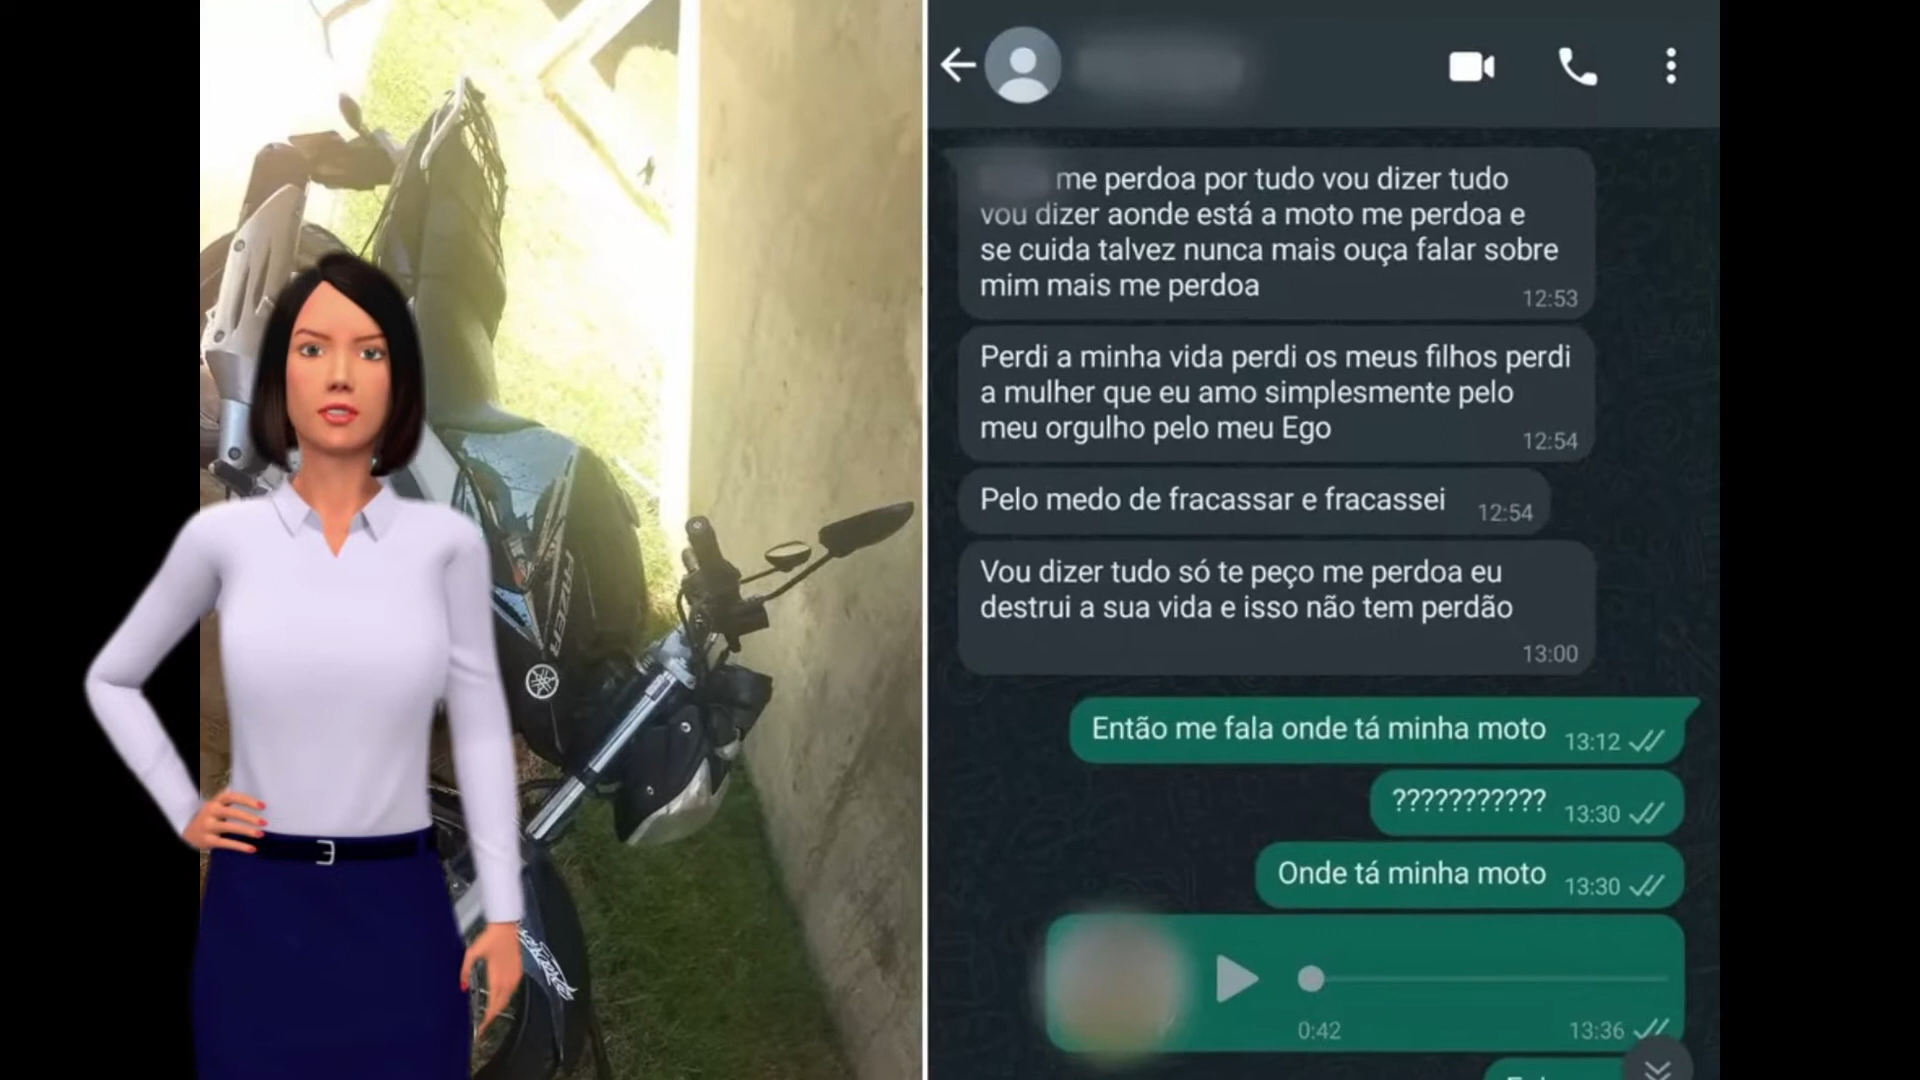 me perdoa por tudo vou dizer tudo
vou dizer aonde está a moto me perdoa e
se cuida talvez nunca mais ouça falar sobre
mim mais me perdoa
12:53
Perdi a minha vida perdi os meus filhos perdi
a mulher que eu amo simplesmente pelo
meu orgulho pelo meu Ego
12:54
Pelo medo de fracassar e fracassei 12:54
Vou dizer tudo só te peço me perdoa eu
destrui a sua vida e isso não tem perdão
13:00
Então me fala onde tá minha moto 13:12
??????????? 13:30
Onde tá minha moto 13:30
0:42 13:36